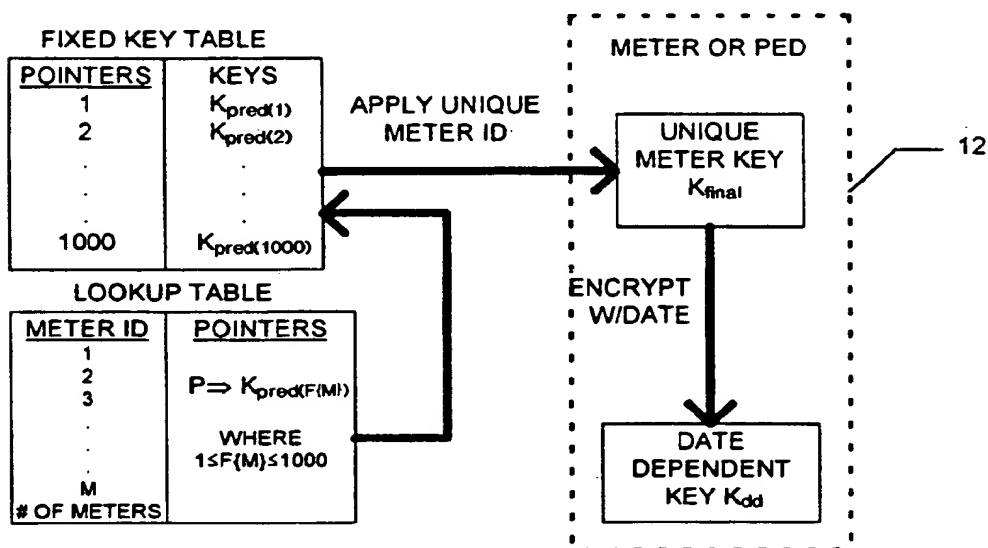 FIXED KEY TABLE
POINTERS KEYS
1 Kpred(1)
2 Kpred(2)
. .
. .
. .
1000 Kpred(1000)
LOOKUP TABLE
METER ID POINTERS
1
2
3
P⇒ Kpred(F{M})
.
.
.
WHERE
1≤F{M}≤1000
M
# OF METERS
APPLY UNIQUE
METER ID
METER OR PED
UNIQUE
METER KEY
Kfinal
12
ENCRYPT
W/DATE
DATE
DEPENDENT
KEY Kdd